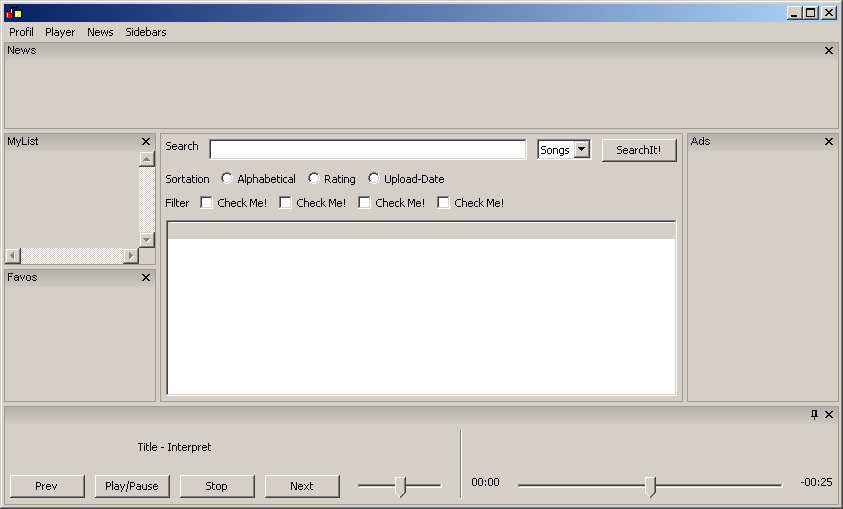 Profil Player News Sidebars
News
MyList
Search Songs SearchIt!
Ads
Sortation Alphabetical Rating Upload-Date
Filter Check Me! Check Me! Check Me! Check Me!
Favos
Title - Interpret
Prev Play/Pause Stop Next 00:00 -00:25